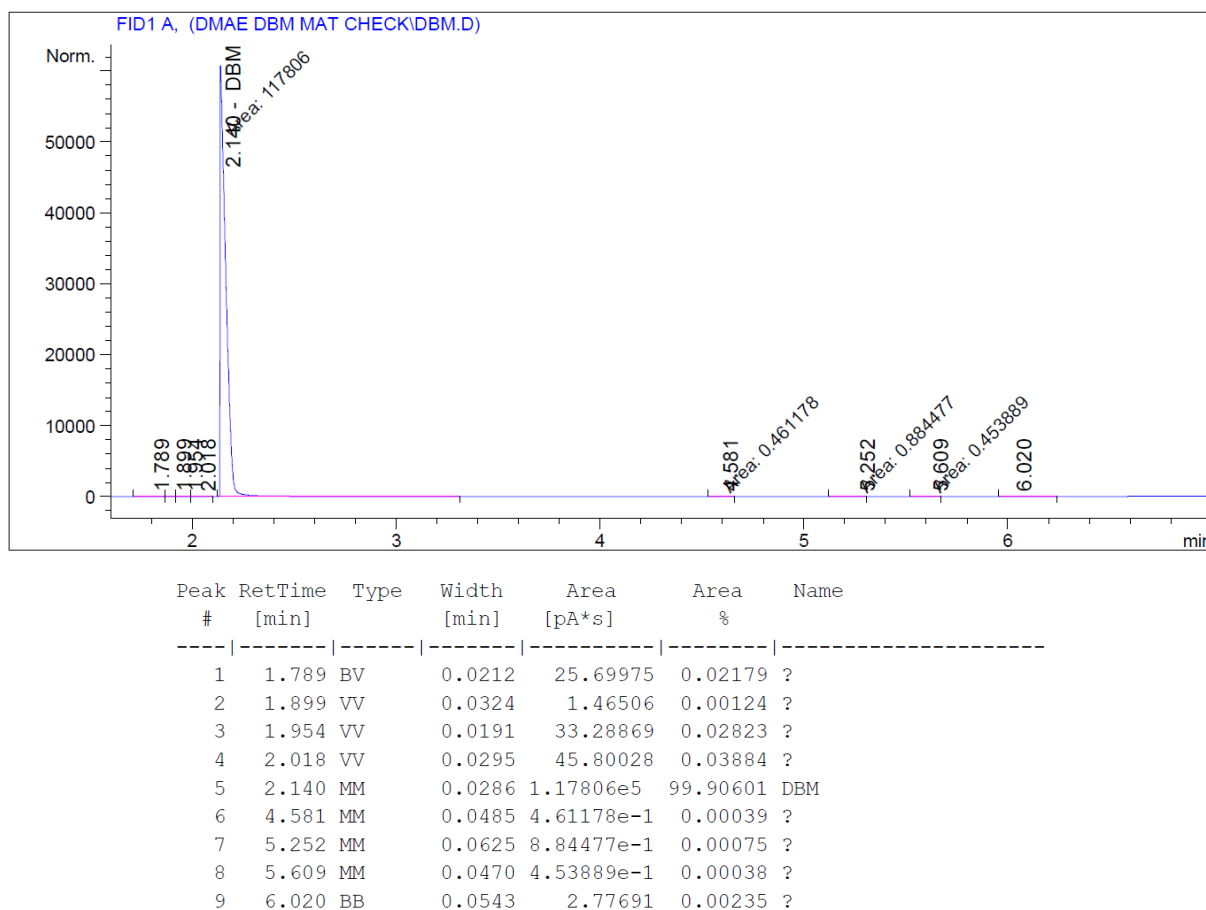 FID1 A, (DMAE DBM MAT CHECK\DBM.D)
Norm.
50000
40000
30000
20000
10000
0
2.140 - DBM
Area: 117806
1.789
1.899
1.954
2.018
4.581
Area: 0.461178
5.252
Area: 0.884477
5.609
Area: 0.453889
6.020
2 3 4 5 6 min
Peak RetTime Type Width Area Area Name
# [min] [min] [pA*s] %
----|-------|------|-------|----------|--------|---------------------
1 1.789 BV 0.0212 25.69975 0.02179 ?
2 1.899 VV 0.0324 1.46506 0.00124 ?
3 1.954 VV 0.0191 33.28869 0.02823 ?
4 2.018 VV 0.0295 45.80028 0.03884 ?
5 2.140 MM 0.0286 1.17806e5 99.90601 DBM
6 4.581 MM 0.0485 4.61178e-1 0.00039 ?
7 5.252 MM 0.0625 8.84477e-1 0.00075 ?
8 5.609 MM 0.0470 4.53889e-1 0.00038 ?
9 6.020 BB 0.0543 2.77691 0.00235 ?